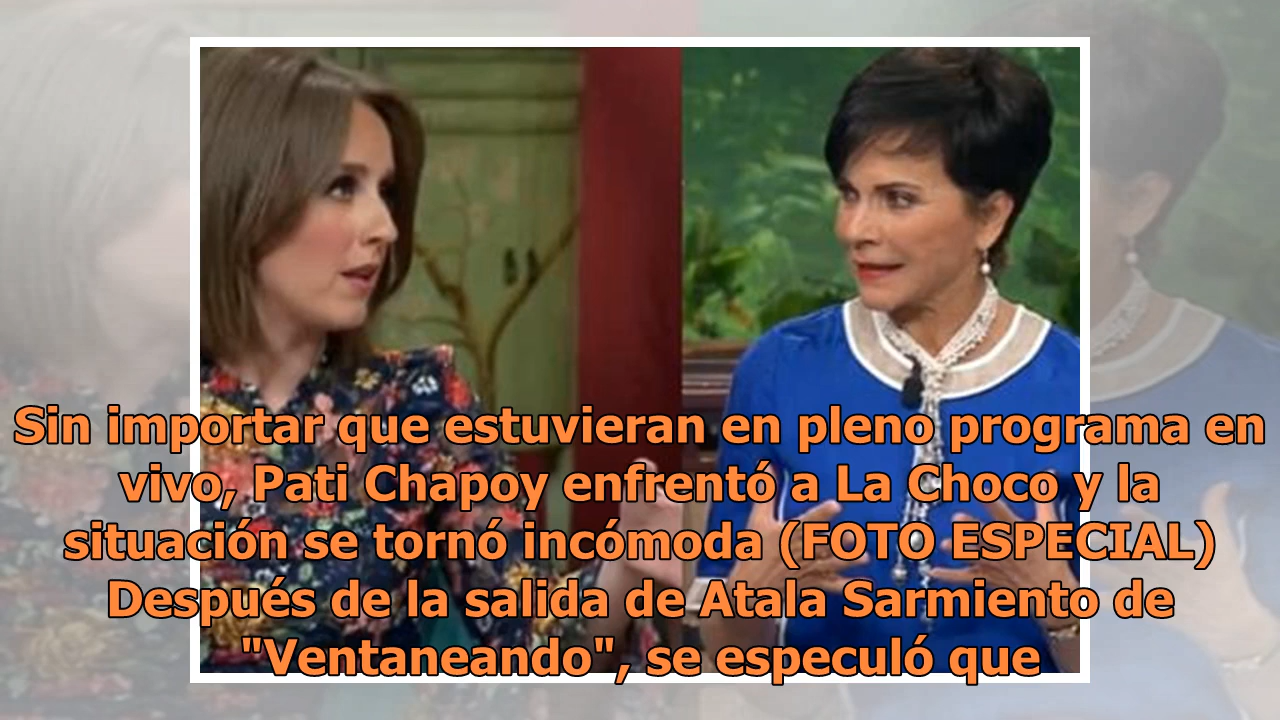 Sin importar que estuvieran en pleno programa en
vivo, Pati Chapoy enfrentó a La Choco y la
situación se tornó incómoda (FOTO ESPECIAL)
Después de la salida de Atala Sarmiento de
"Ventaneando", se especuló que